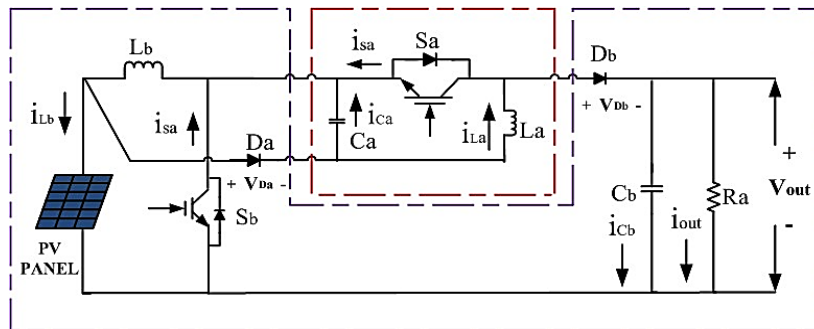 Lb
isa
Sa
Db
+ VDb -
iLb
isa
iCa
Ca
iLa
La
Da
+ VDa -
Sb
PV
PANEL
Cb
iCb
iout
Ra
+
Vout
-